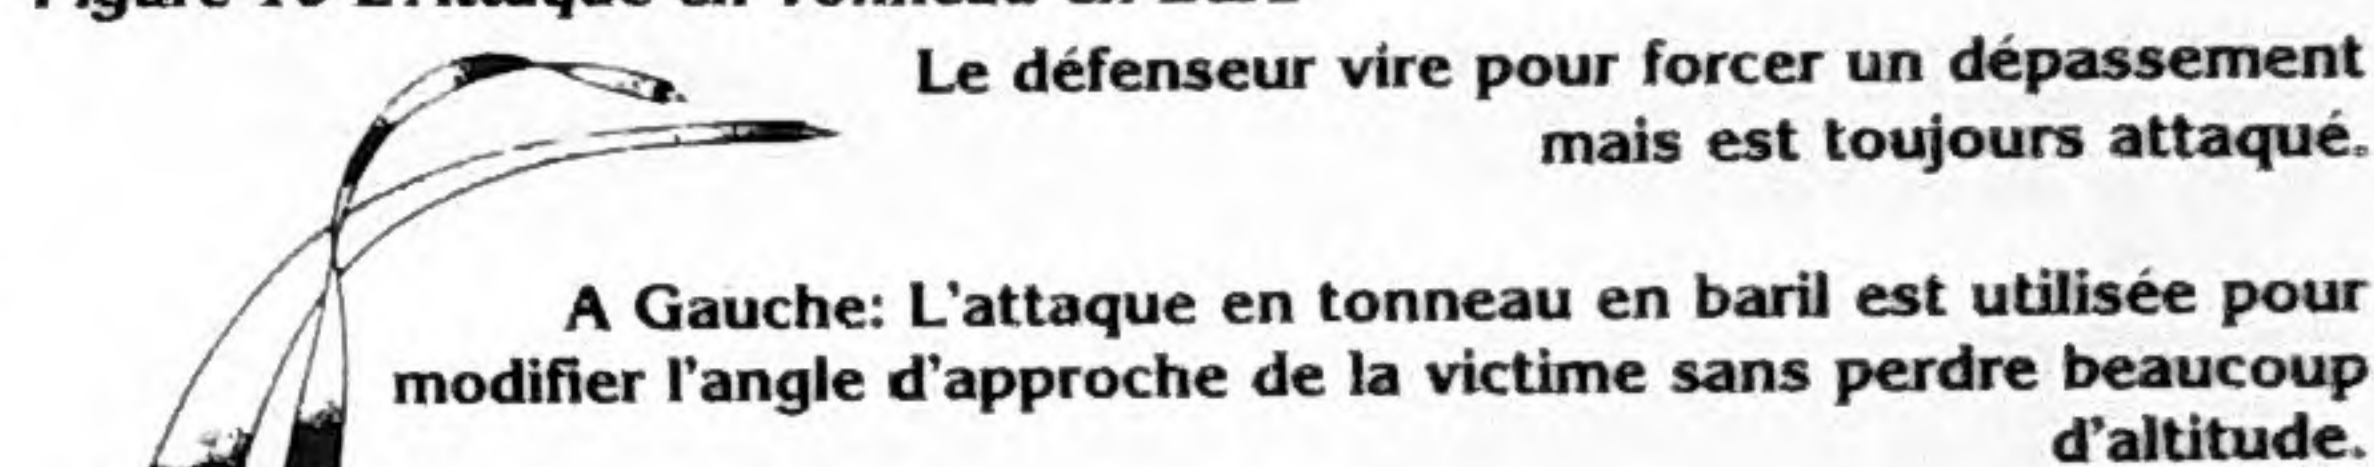 Le défenseur vire pour forcer un dépassement
mais est toujours attaqué.
A Gauche: L'attaque en tonneau en baril est utilisée pour
modifier l'angle d'approche de la victime sans perdre beaucoup
d'altitude.